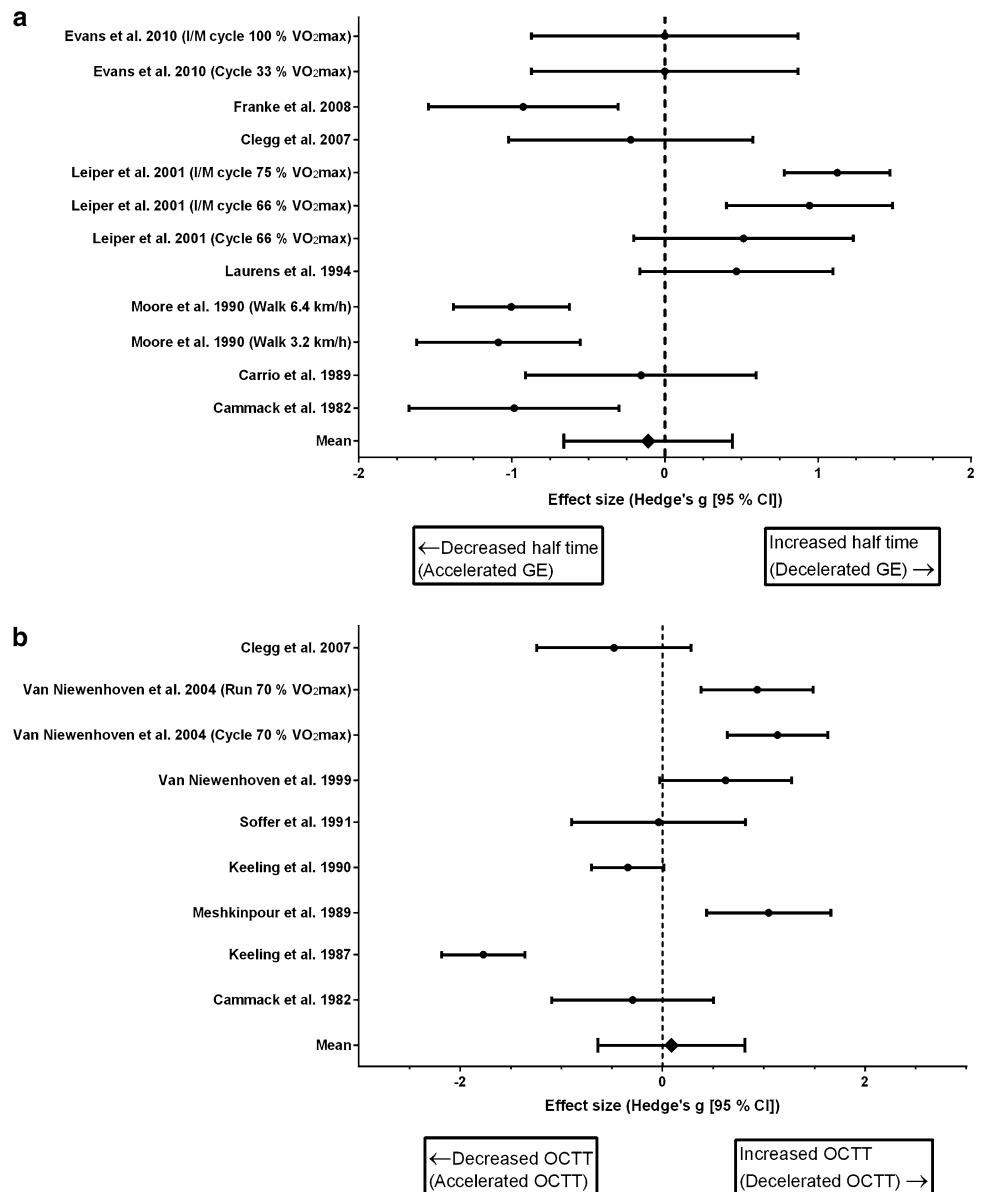 a
Evans et al. 2010 (I/M cycle 100 % VO₂max)
Evans et al. 2010 (Cycle 33 % VO₂max)
Franke et al. 2008
Clegg et al. 2007
Leiper et al. 2001 (I/M cycle 75 % VO₂max)
Leiper et al. 2001 (I/M cycle 66 % VO₂max)
Leiper et al. 2001 (Cycle 66 % VO₂max)
Laurens et al. 1994
Moore et al. 1990 (Walk 6.4 km/h)
Moore et al. 1990 (Walk 3.2 km/h)
Carrio et al. 1989
Cammack et al. 1982
Mean
-2 -1 0 1 2
Effect size (Hedge's g [95 % CI])
←Decreased half time
(Accelerated GE)
Increased half time
(Decelerated GE) →
b
Clegg et al. 2007
Van Niewenhoven et al. 2004 (Run 70 % VO₂max)
Van Niewenhoven et al. 2004 (Cycle 70 % VO₂max)
Van Niewenhoven et al. 1999
Soffer et al. 1991
Keeling et al. 1990
Meshkinpour et al. 1989
Keeling et al. 1987
Cammack et al. 1982
Mean
-2 0 2
Effect size (Hedge's g [95 % CI])
←Decreased OCTT
(Accelerated OCTT)
Increased OCTT
(Decelerated OCTT) →